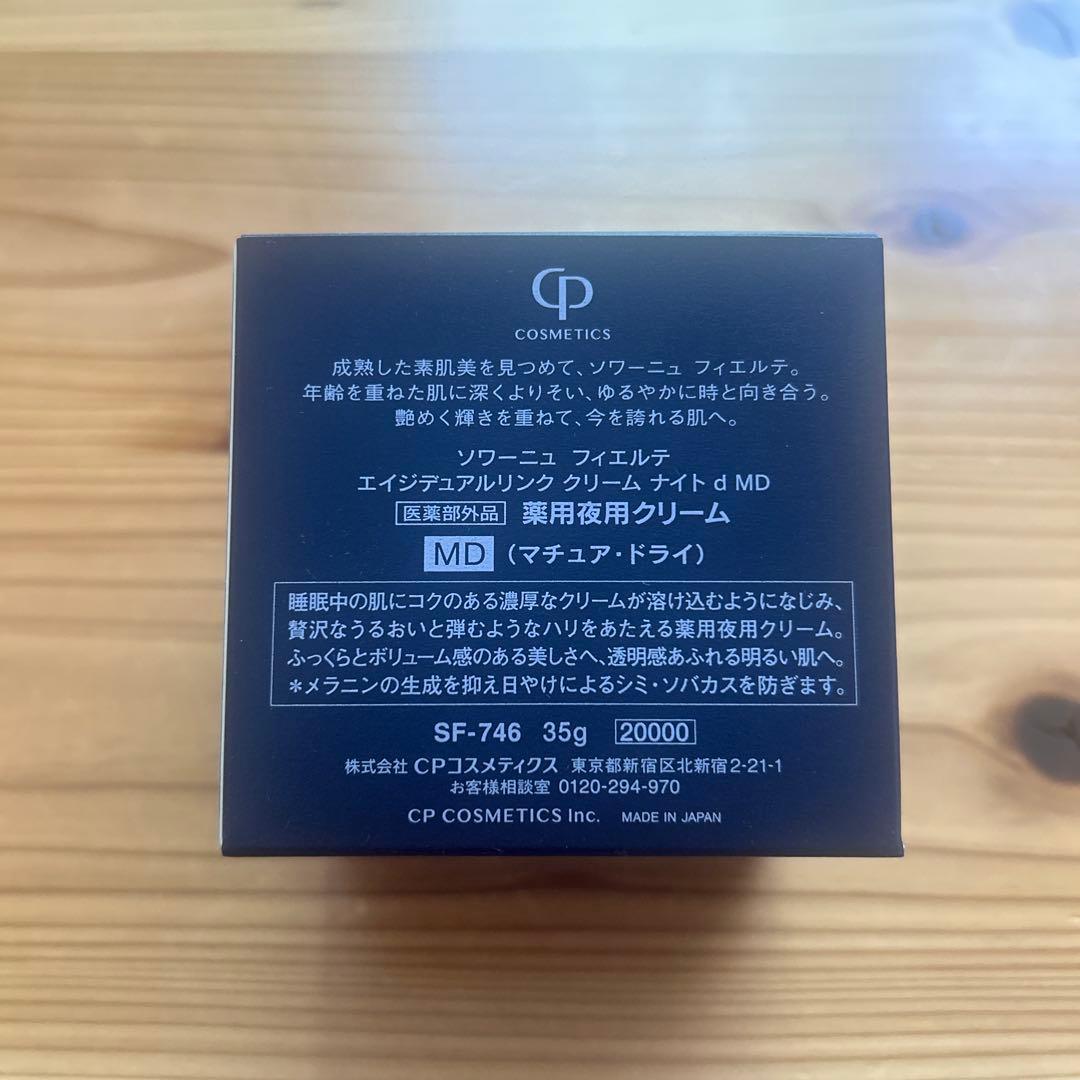 CP
COSMETICS
成熟した素肌美を見つめて、ソワーニュ フィエルテ。
年齢を重ねた肌に深くよりそい、ゆるやかに時と向き合う。
艶めく輝きを重ねて、今を誇れる肌へ。
ソワーニュ フィエルテ
エイジデュアルリンク クリーム ナイト d MD
医薬部外品 薬用夜用クリーム
MD (マチュア・ドライ)
睡眠中の肌にコクのある濃厚なクリームが溶け込むようになじみ、
贅沢なうるおいと弾むようなハリをあたえる薬用夜用クリーム。
ふっくらとボリューム感のある美しさへ、透明感あふれる明るい肌へ。
*メラニンの生成を抑え日やけによるシミ・ソバカスを防ぎます。
SF-746 35g 20000
株式会社 CPコスメティクス 東京都新宿区北新宿2-21-1
お客様相談室 0120-294-970
CP COSMETICS Inc. MADE IN JAPAN